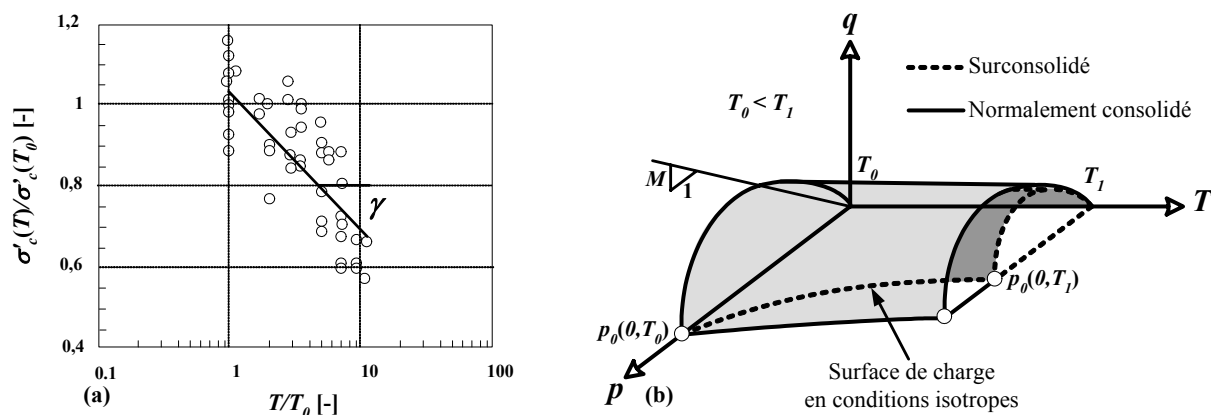 1,2
1
0,8
0,6
0,4
σ'c(T)/σ'c(T0) [-]
γ
0.1
1
10
100
(a)
T/T0 [-]
q
T0 < T1
Surconsolidé
Normalement consolidé
M
1
T0
T1
T
p0(0,T1)
p0(0,T0)
p
Surface de charge
en conditions isotropes
(b)